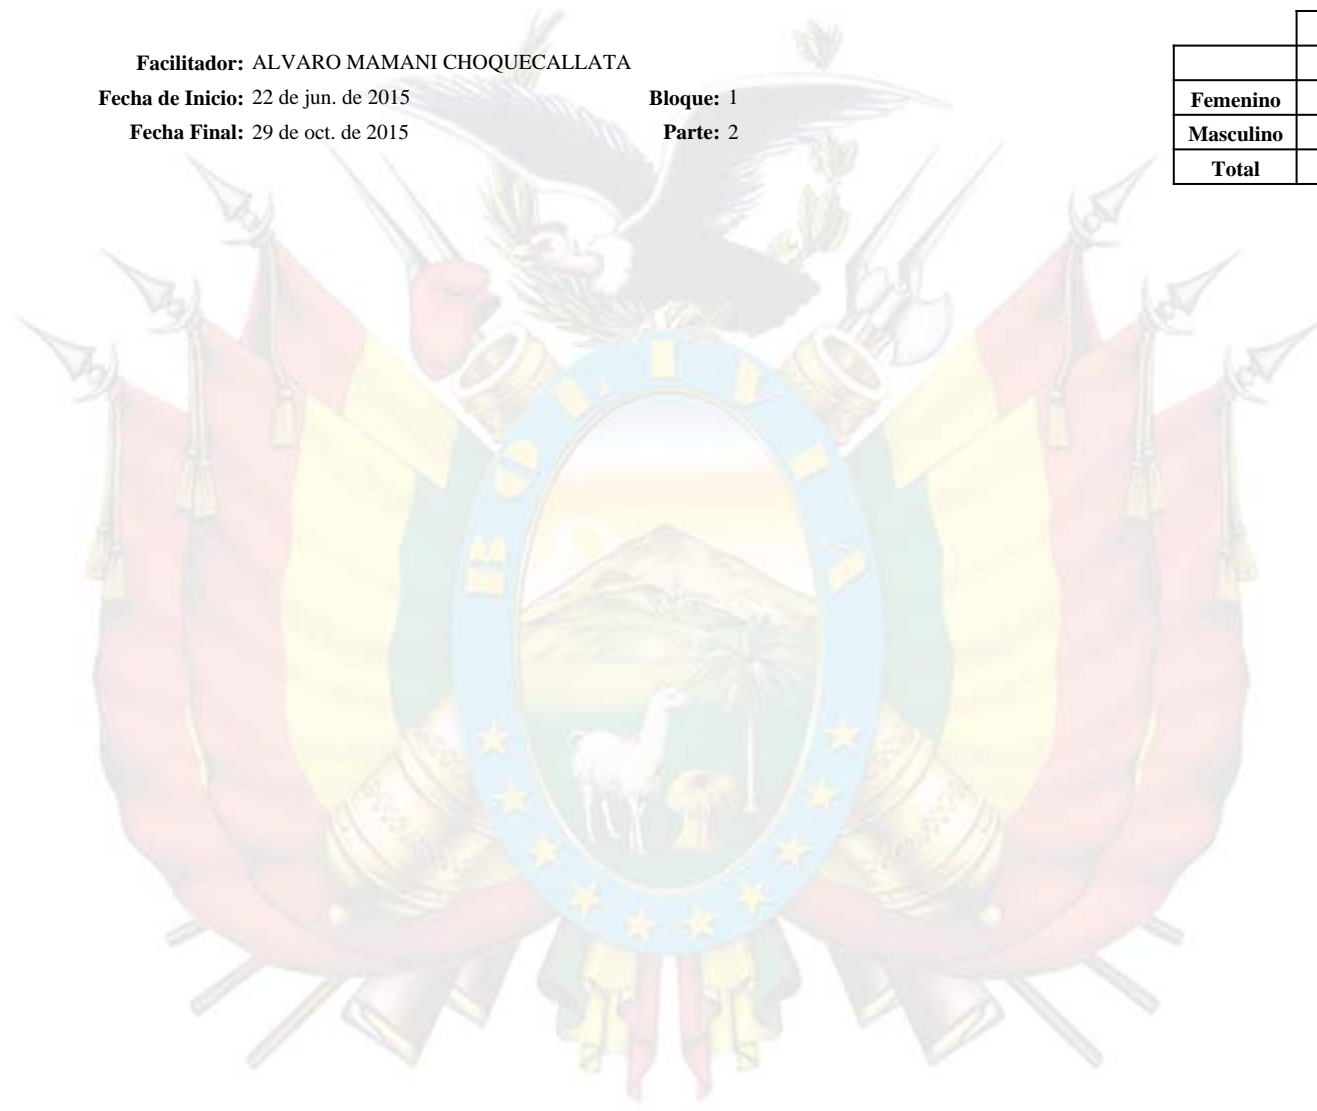 Facilitador: ALVARO MAMANI CHOQUECALLATA
Fecha de Inicio: 22 de jun. de 2015 Bloque: 1
Fecha Final: 29 de oct. de 2015 Parte: 2
Femenino
Masculino
Total
BOLIVIA